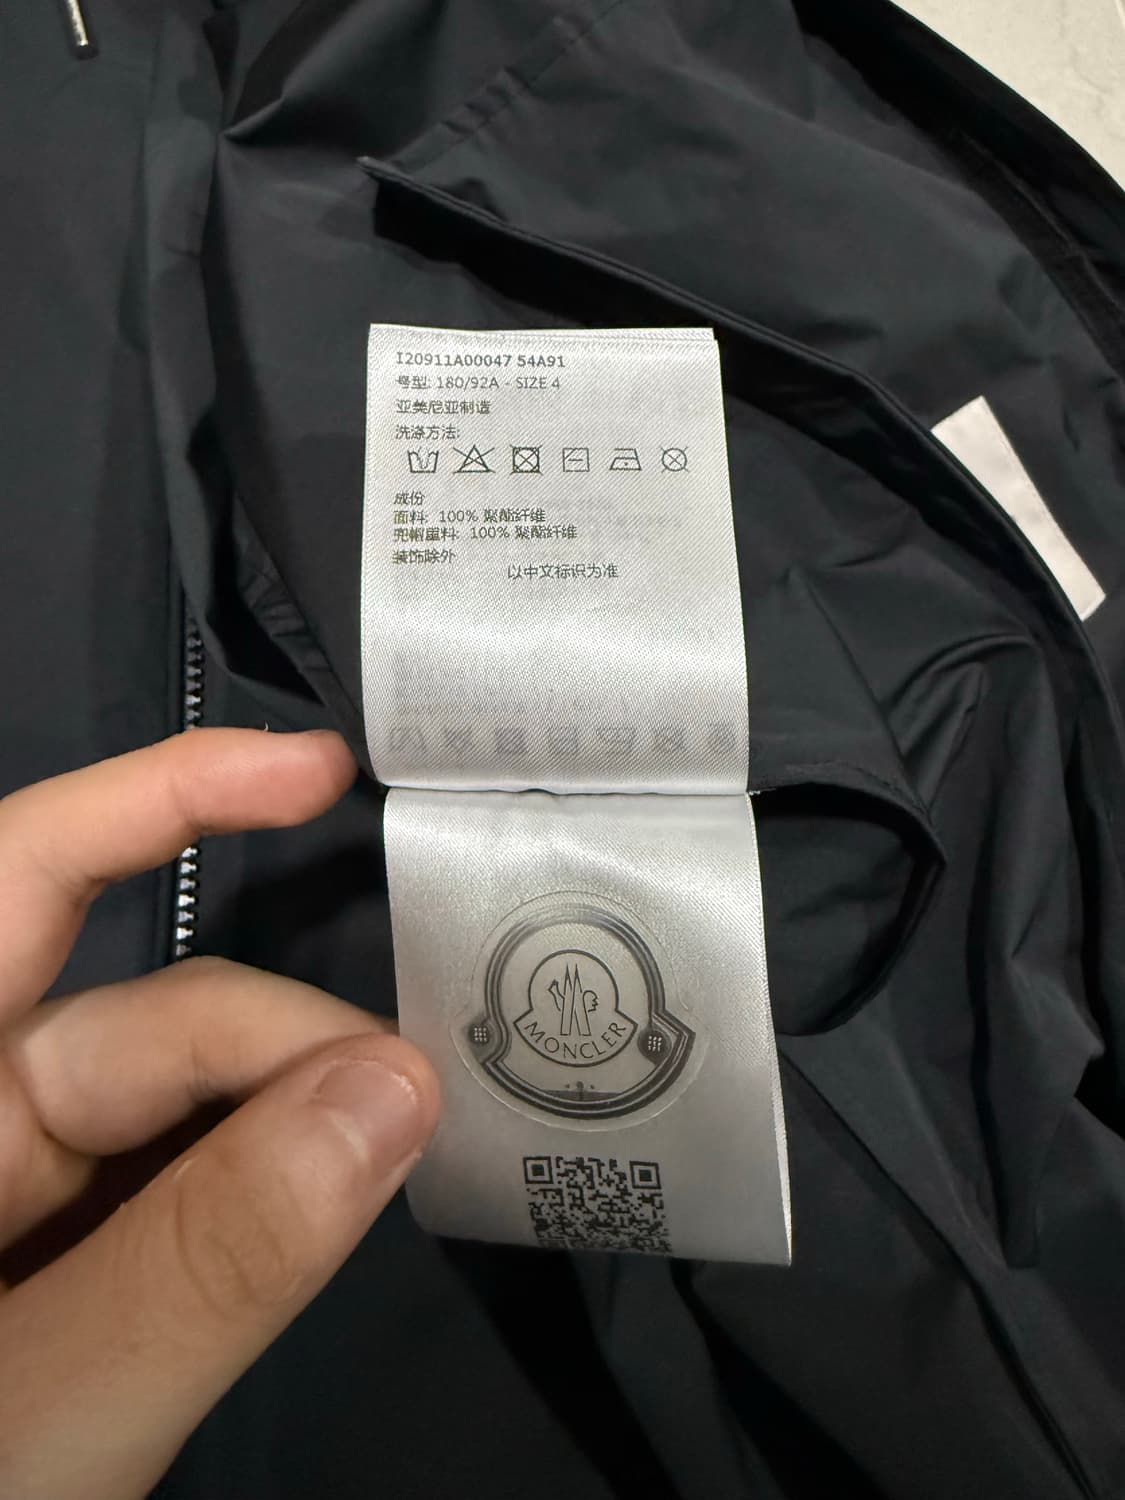 I20911A00047 54A91
号型: 180/92A - SIZE 4
亚美尼亚制造
洗涤方法:
成份
面料: 100% 聚酯纤维
兜帽里料: 100% 聚酯纤维
装饰除外
以中文标识为准
MONCLER